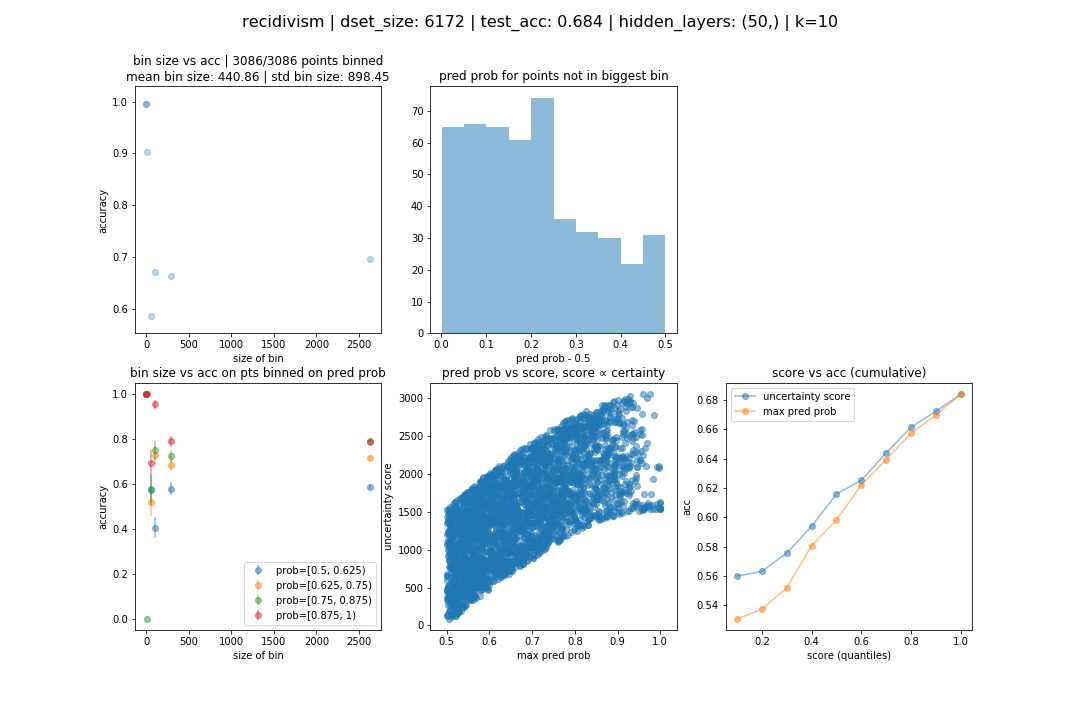 recidivism | dset_size: 6172 | test_acc: 0.684 | hidden_layers: (50,) | k=10
bin size vs acc | 3086/3086 points binned
mean bin size: 440.86 | std bin size: 898.45
1.0
0.9
0.8
0.7
0.6
accuracy
0 500 1000 1500 2000 2500
size of bin
pred prob for points not in biggest bin
70
60
50
40
30
20
10
0
0.0 0.1 0.2 0.3 0.4 0.5
pred prob - 0.5
bin size vs acc on pts binned on pred prob
1.0
0.8
0.6
0.4
0.2
0.0
accuracy
prob=[0.5, 0.625)
prob=[0.625, 0.75)
prob=[0.75, 0.875)
prob=[0.875, 1)
0 500 1000 1500 2000 2500
size of bin
pred prob vs score, score ∝ certainty
3000
2500
2000
1500
1000
500
0
uncertainty score
0.5 0.6 0.7 0.8 0.9 1.0
max pred prob
score vs acc (cumulative)
uncertainty score
max pred prob
0.68
0.66
0.64
0.62
0.60
0.58
0.56
0.54
acc
0.2 0.4 0.6 0.8 1.0
score (quantiles)